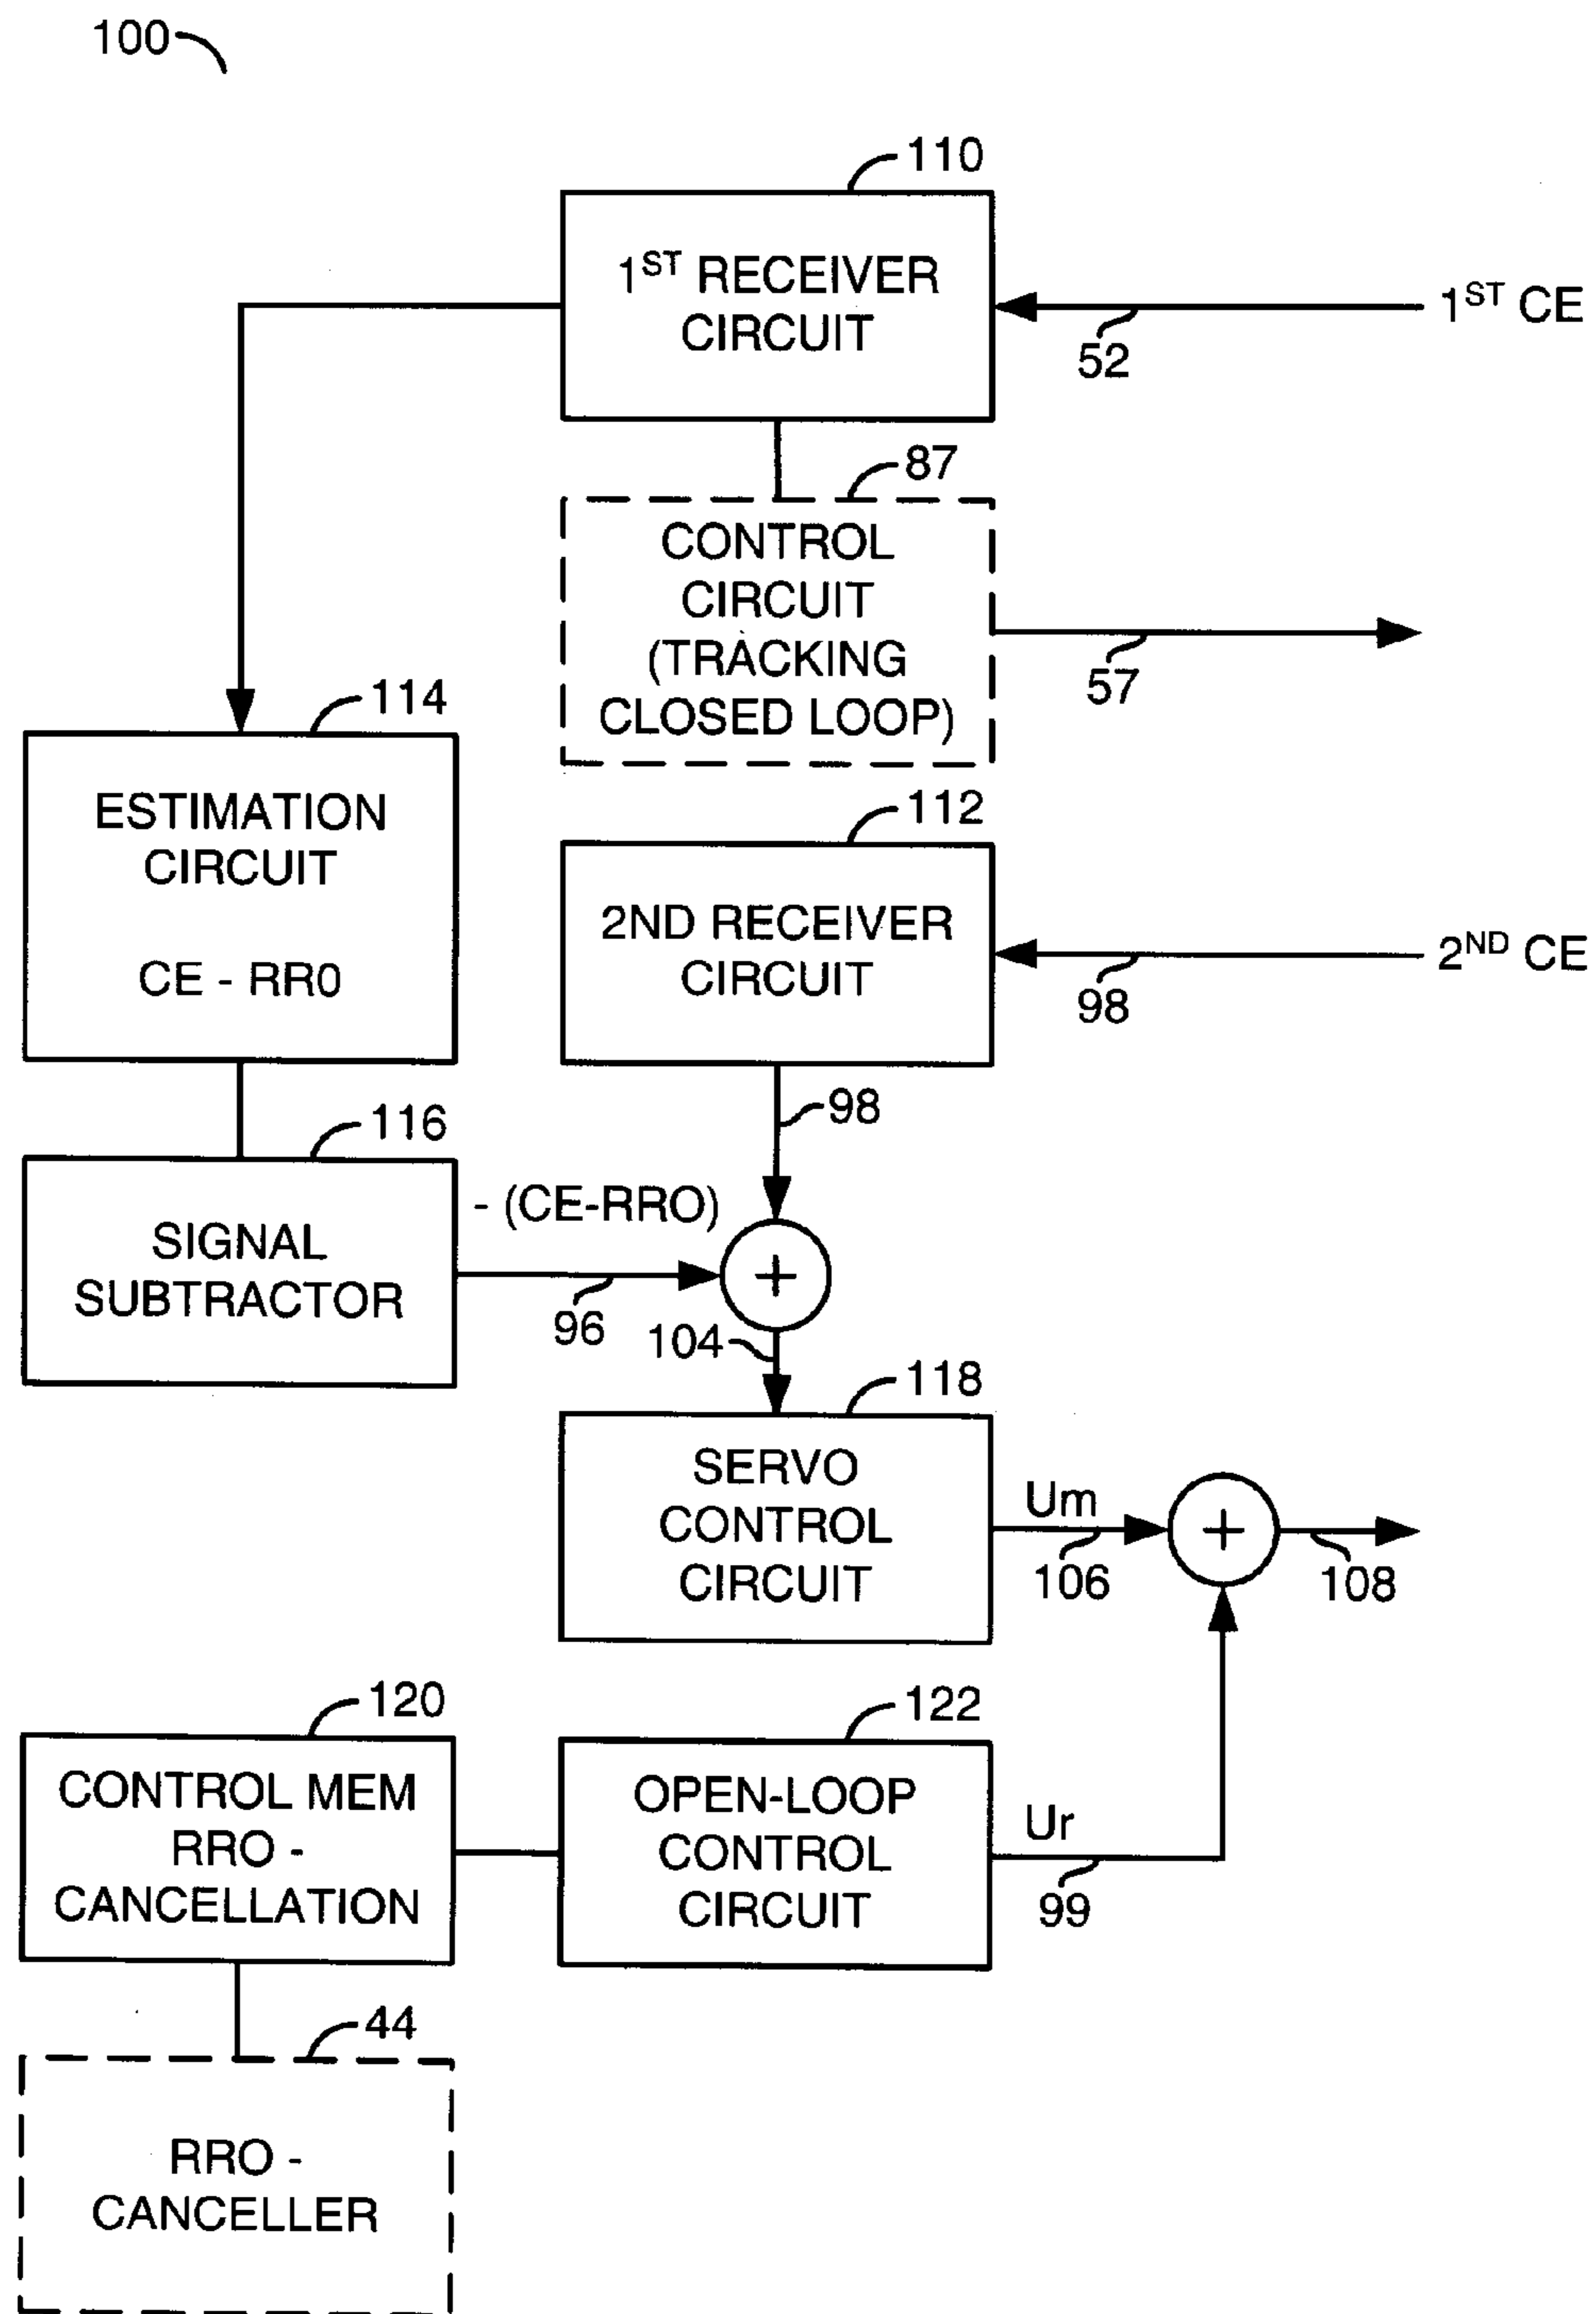 100
110
1ST RECEIVER
CIRCUIT
1ST CE
52
87
CONTROL
CIRCUIT
(TRACKING
CLOSED LOOP)
57
114
ESTIMATION
CIRCUIT
CE - RR0
112
2ND RECEIVER
CIRCUIT
2ND CE
98
98
116
SIGNAL
SUBTRACTOR
- (CE-RRO)
96
+
104
118
SERVO
CONTROL
CIRCUIT
Um
106
+
108
120
CONTROL MEM
RRO -
CANCELLATION
122
OPEN-LOOP
CONTROL
CIRCUIT
Ur
99
44
RRO -
CANCELLER